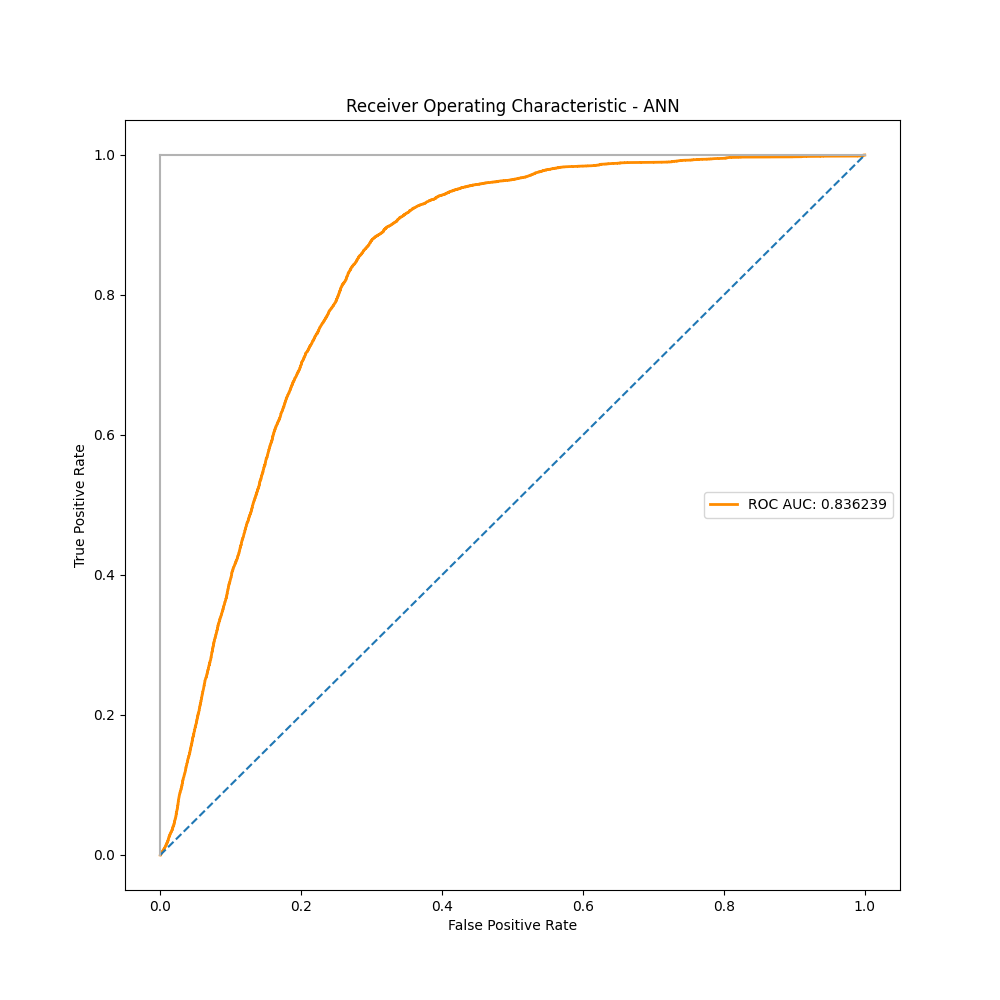 Receiver Operating Characteristic - ANN
True Positive Rate
1.0
0.8
0.6
0.4
0.2
0.0
ROC AUC: 0.836239
0.0 0.2 0.4 0.6 0.8 1.0
False Positive Rate